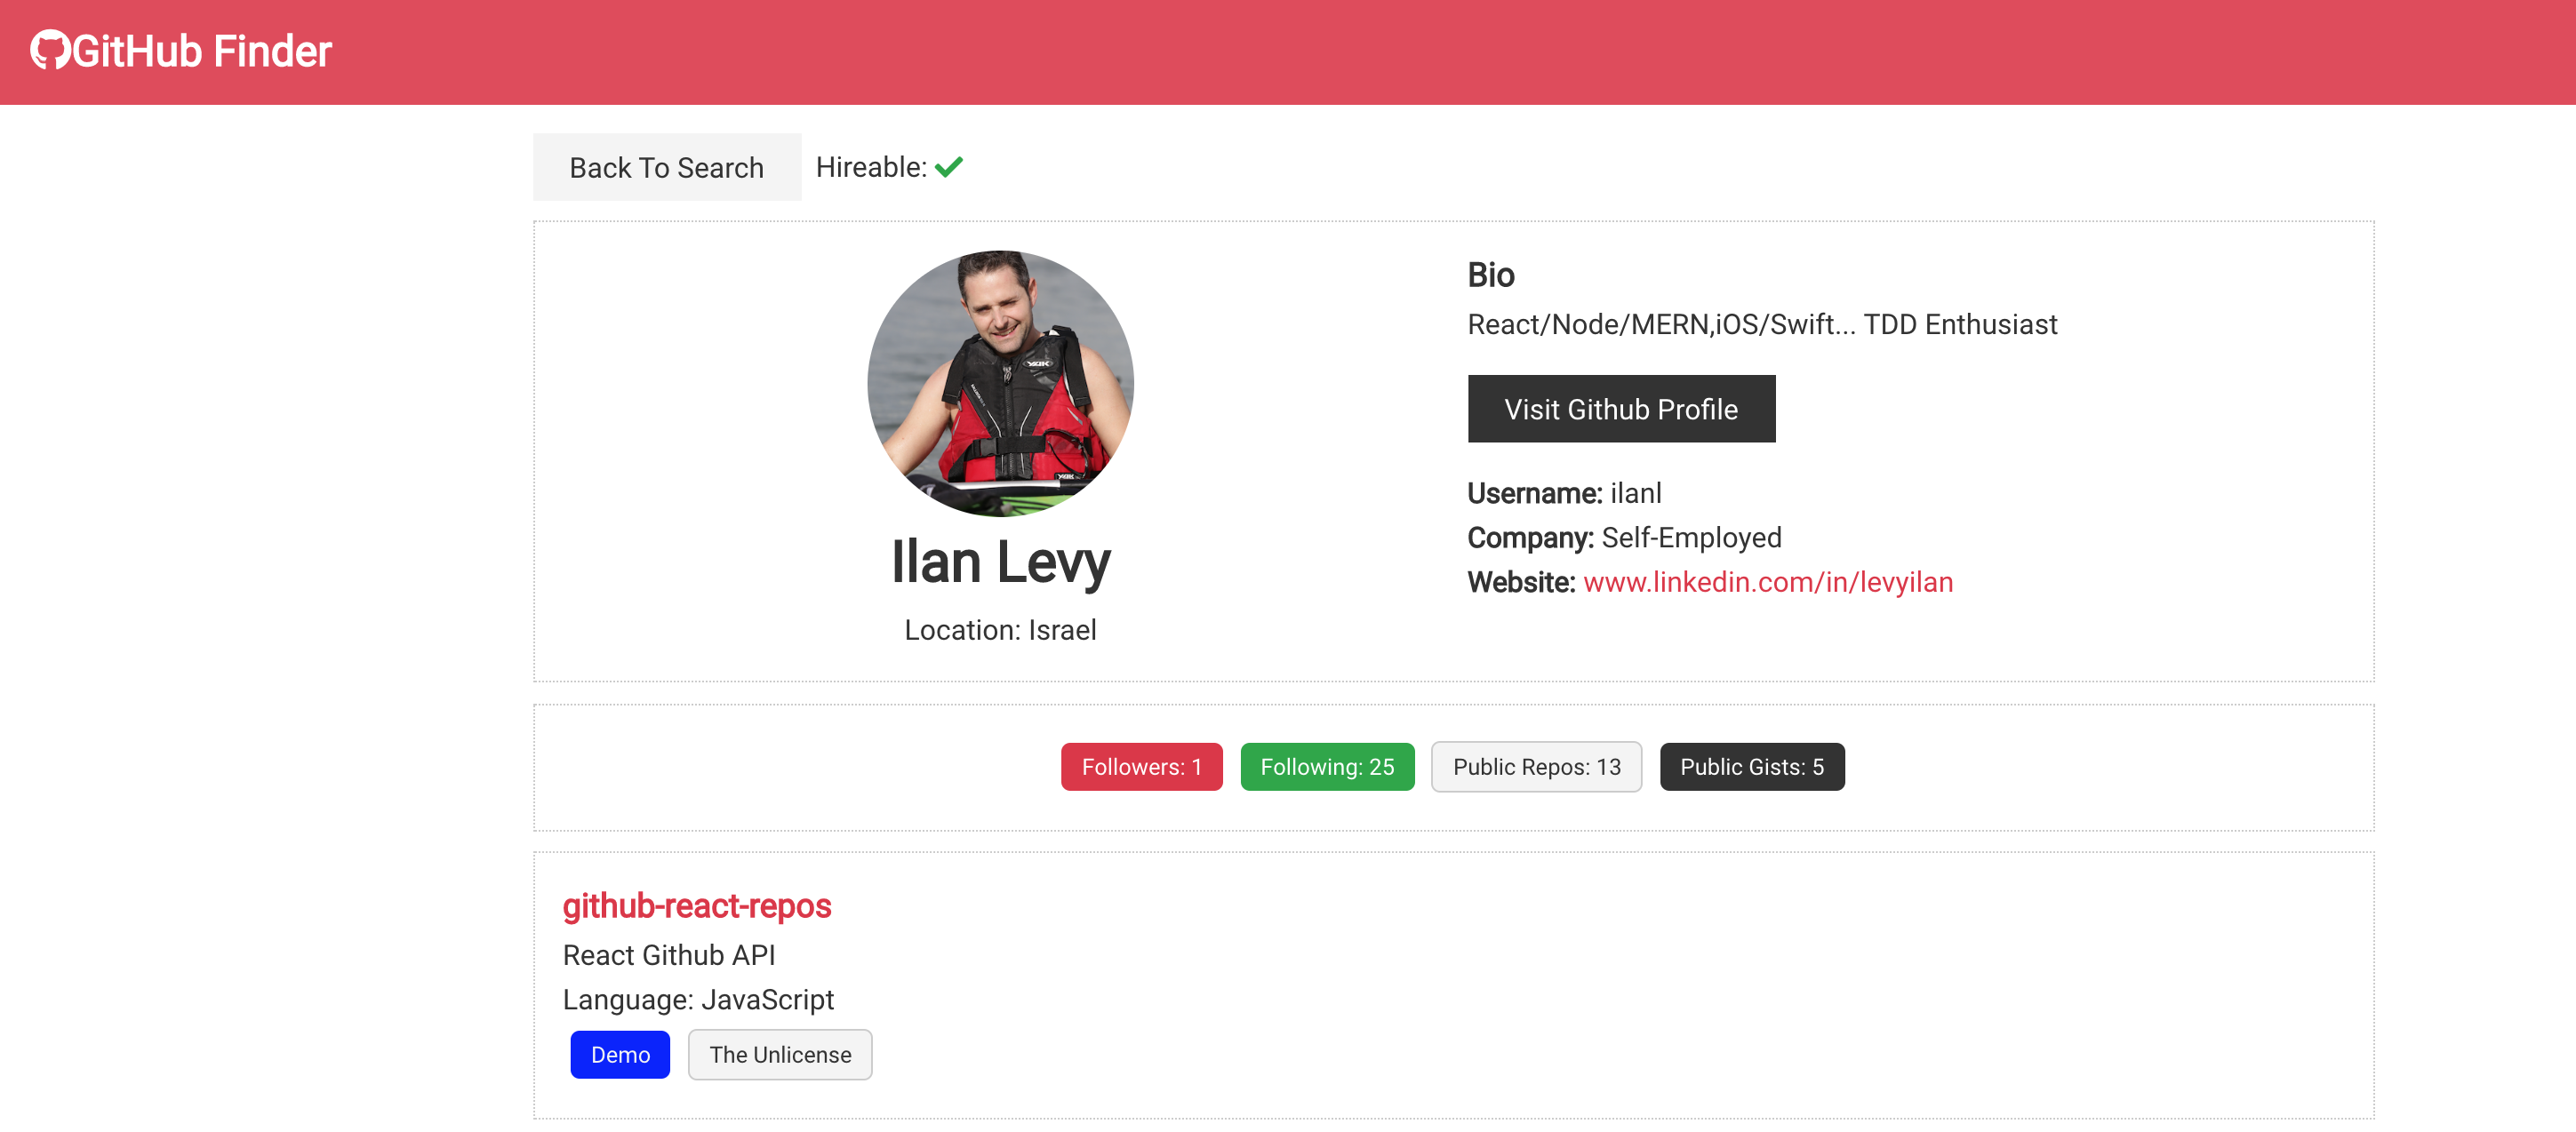 GitHub Finder
Back To Search
Hireable:
Bio
React/Node/MERN,iOS/Swift... TDD Enthusiast
Visit Github Profile
Username: ilanl
Company: Self-Employed
Website: www.linkedin.com/in/levyilan
Ilan Levy
Location: Israel
Followers: 1
Following: 25
Public Repos: 13
Public Gists: 5
github-react-repos
React Github API
Language: JavaScript
Demo
The Unlicense